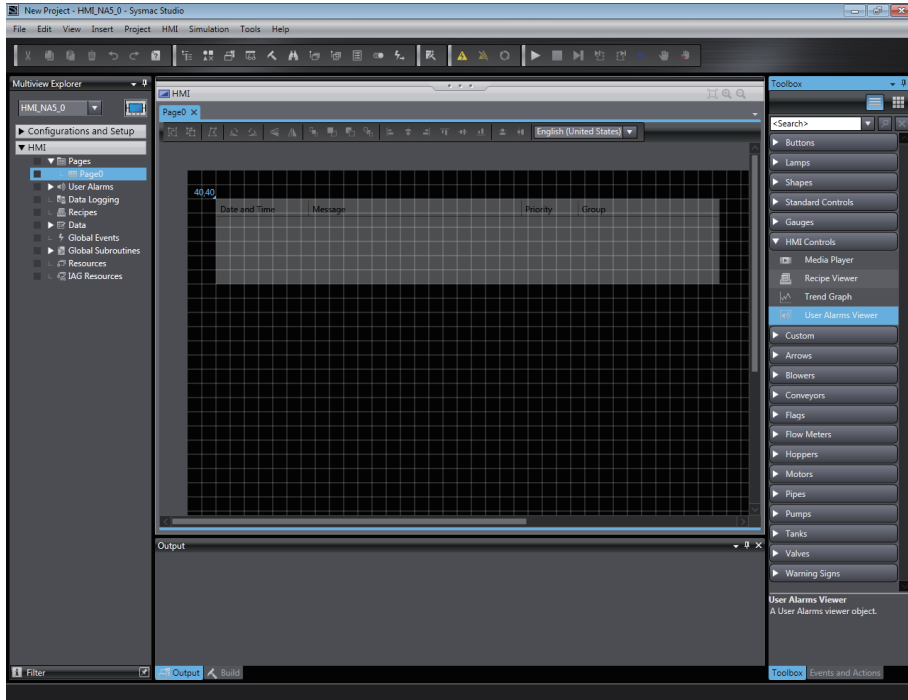 New Project - HMI_NA5_0 - Sysmac Studio
File Edit View Insert Project HMI Simulation Tools Help
Multiview Explorer
HMI_NA5_0
Configurations and Setup
HMI
Pages
Page0
User Alarms
Data Logging
Recipes
Data
Global Events
Global Subroutines
Resources
IAG Resources
Filter
HMI
Page0
English (United States)
40,40
Date and Time Message Priority Group
Output
Output Build
Toolbox
<Search>
Buttons
Lamps
Shapes
Standard Controls
Gauges
HMI Controls
Media Player
Recipe Viewer
Trend Graph
User Alarms Viewer
Custom
Arrows
Blowers
Conveyors
Flags
Flow Meters
Hoppers
Motors
Pipes
Pumps
Tanks
Valves
Warning Signs
User Alarms Viewer
A User Alarms viewer object.
Toolbox Events and Actions